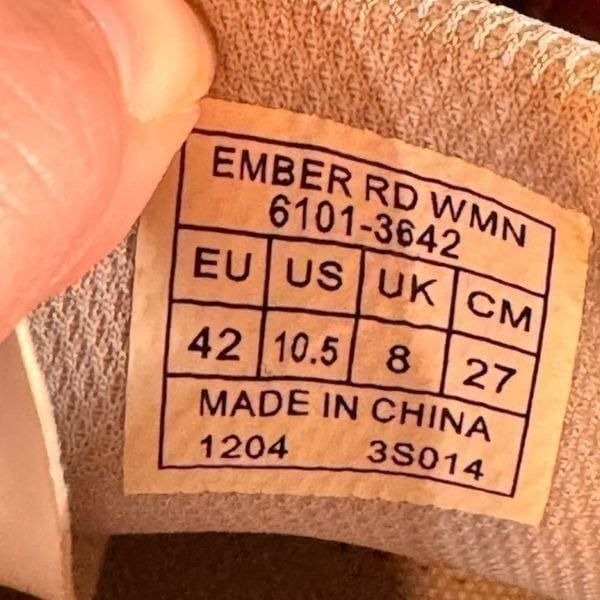 EMBER RD WMN
6101-3642
EU US UK CM
42 10.5 8 27
MADE IN CHINA
1204 3S014